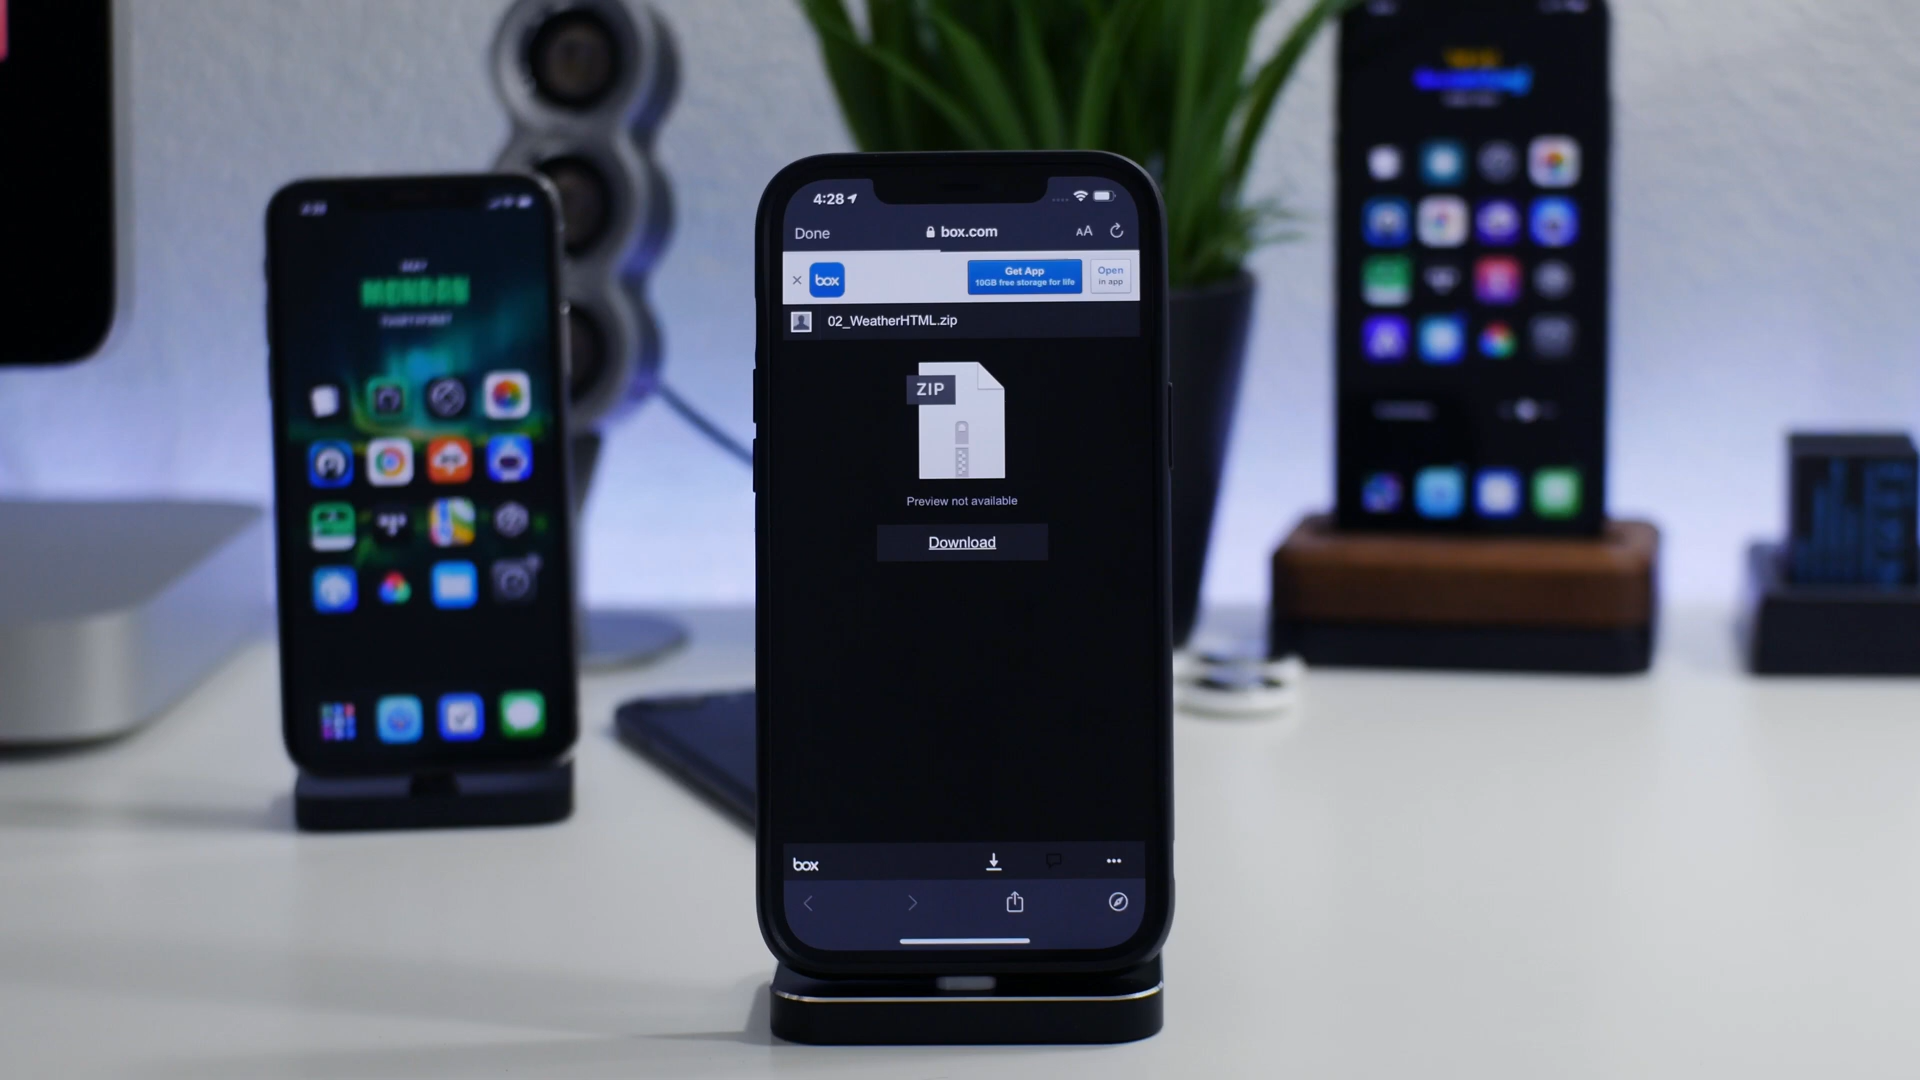 4:28
Done
box.com
AA
box
Get App
10GB free storage for life
Open
in app
02_WeatherHTML.zip
ZIP
Preview not available
Download
box
MONDAY